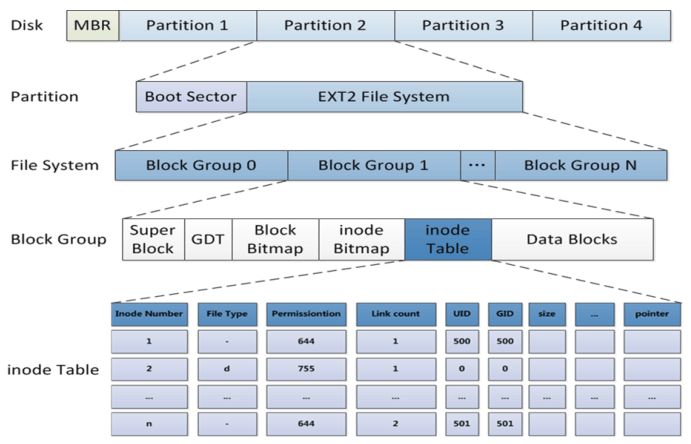 Disk MBR Partition 1 Partition 2 Partition 3 Partition 4
Partition Boot Sector EXT2 File System
File System Block Group 0 Block Group 1 ··· Block Group N
Super Block inode inode
Block Group GDT Data Blocks
Block Bitmap Bitmap Table
Inode Number File Type Permissiontion Link count UID GID size ... pointer
1 - 644 1 500 500
inode Table 2 d 755 1 0 0
... ... ... ... ... ... ... ... ...
n - 644 2 501 501